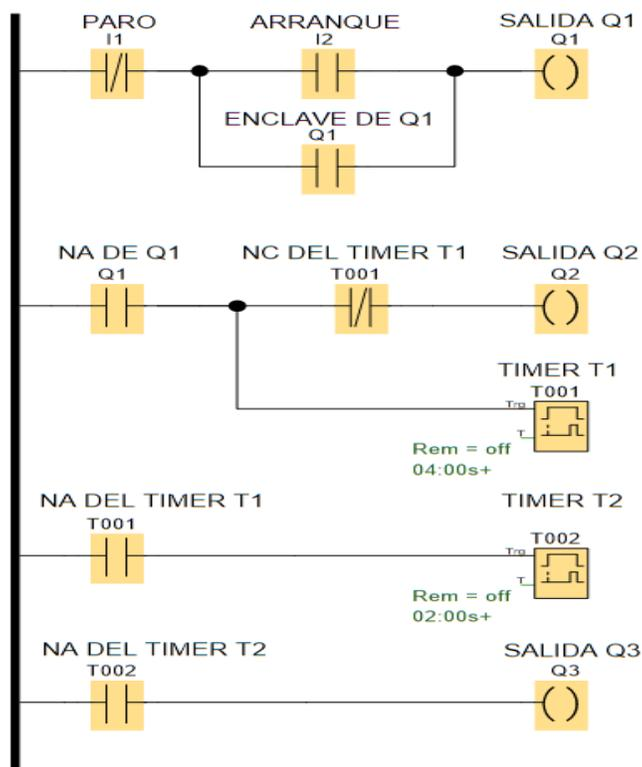 PARO ARRANQUE SALIDA Q1
I1 I2 Q1
ENCLAVE DE Q1
Q1
NA DE Q1 NC DEL TIMER T1 SALIDA Q2
Q1 T001 Q2
TIMER T1
T001
Trg
T
Rem = off
04:00s+
NA DEL TIMER T1 TIMER T2
T001 T002
Trg
T
Rem = off
02:00s+
NA DEL TIMER T2 SALIDA Q3
T002 Q3